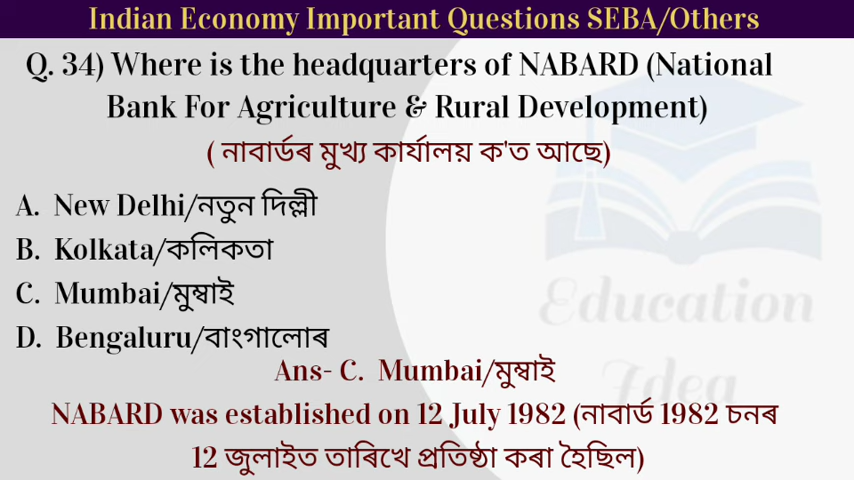 Indian Economy Important Questions SEBA/Others
Q. 34) Where is the headquarters of NABARD (National
Bank For Agriculture & Rural Development)
( নাবাৰ্ডৰ মুখ্য কাৰ্যালয় ক'ত আছে)
A. New Delhi/নতুন দিল্লী
B. Kolkata/কলিকতা
C. Mumbai/মুম্বাই
D. Bengaluru/বাংগালোৰ
Ans- C. Mumbai/মুম্বাই
NABARD was established on 12 July 1982 (নাবাৰ্ড 1982 চনৰ
12 জুলাইত তাৰিখে প্ৰতিষ্ঠা কৰা হৈছিল)
Education
Idea